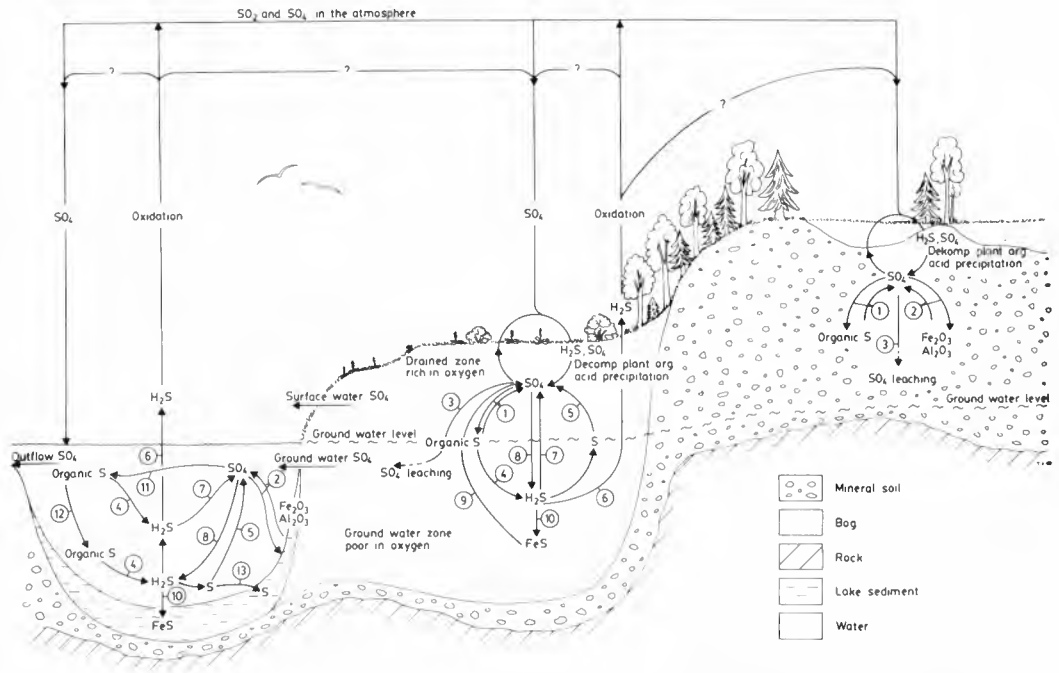 SO2 and SO4 in the atmosphere
?
?
?
?
SO4
Oxidation
SO4
Oxidation
H2S, SO4
Dekomp plant org
acid precipitation
SO4
1
2
Organic S
3
Fe2O3
Al2O3
SO4 leaching
Ground water level
H2S
Drained zone
rich in oxygen
H2S, SO4
Decomp plant org
acid precipitation
SO4
3
1
5
Surface water SO4
H2S
Ground water level
Organic S
S
8
7
6
Outflow SO4
Ground water SO4
SO4 leaching
4
9
H2S
6
10
FeS
Ground water zone
poor in oxygen
Organic S
11
SO4
2
4
7
Fe2O3
Al2O3
12
H2S
8
5
Organic S
4
H2S
S
13
S
10
FeS
Mineral soil
Bog
Rock
Lake sediment
Water